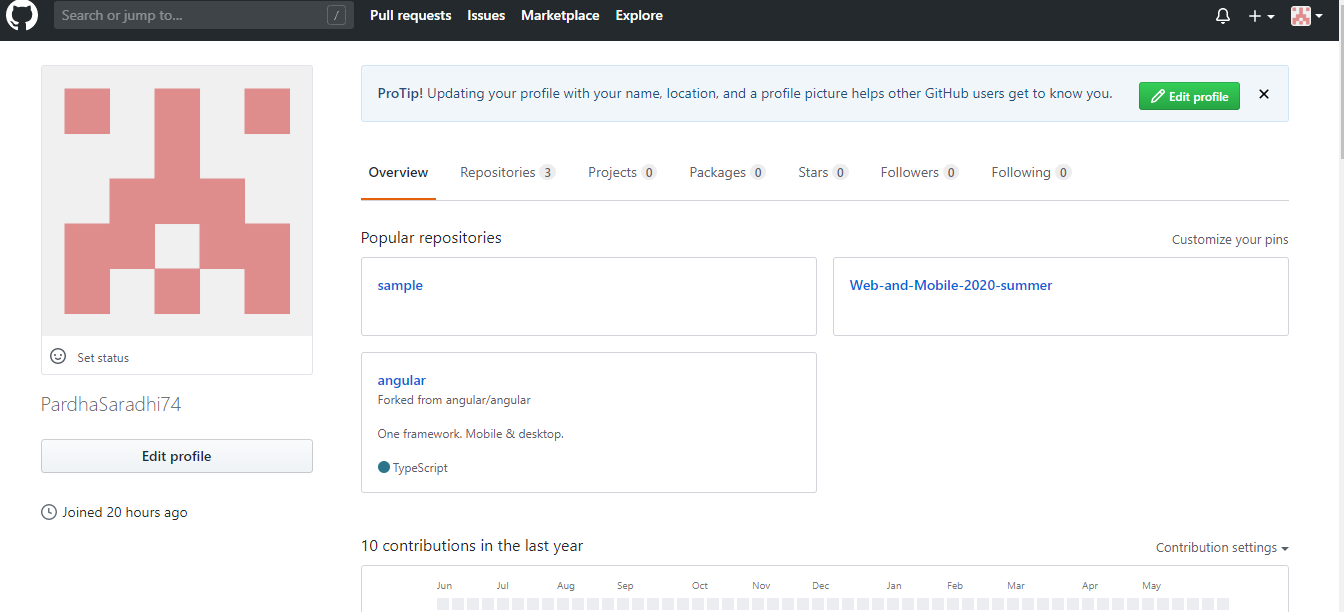 Search or jump to... / Pull requests Issues Marketplace Explore
ProTip! Updating your profile with your name, location, and a profile picture helps other GitHub users get to know you. Edit profile
Overview Repositories 3 Projects 0 Packages 0 Stars 0 Followers 0 Following 0
Popular repositories Customize your pins
sample Web-and-Mobile-2020-summer
Set status
PardhaSaradhi74
Edit profile
Joined 20 hours ago
angular
Forked from angular/angular
One framework. Mobile & desktop.
TypeScript
10 contributions in the last year Contribution settings
Jun Jul Aug Sep Oct Nov Dec Jan Feb Mar Apr May